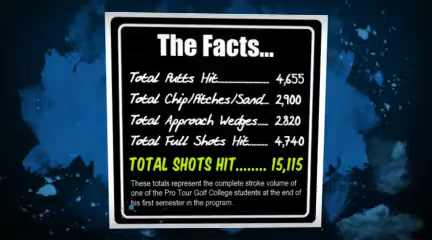 The Facts...
Total Putts Hit.................... 4,655
Total Chip/Pitches/Sand... 2,900
Total Approach Wedges..... 2820
Total Full Shots Hit........... 4,740
TOTAL SHOTS HIT........ 15,115
These totals represent the complete stroke volume of
one of the Pro Tour Golf College students at the end of
his first semester in the program.